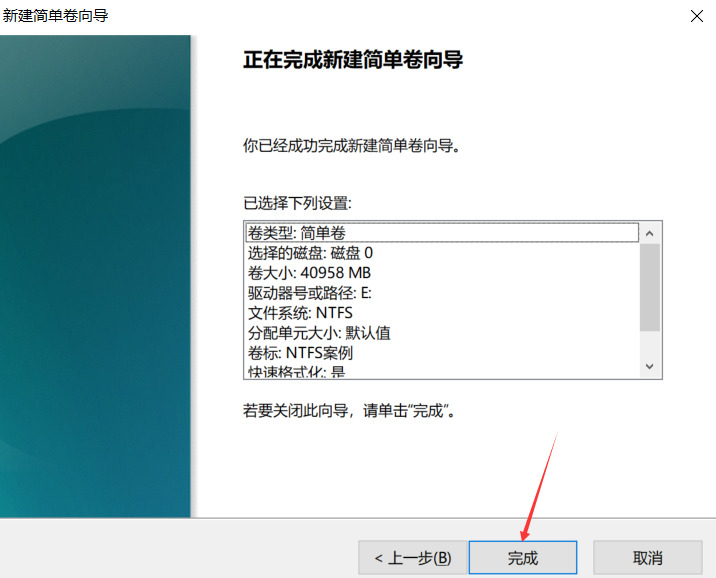 新建简单卷向导
正在完成新建简单卷向导
你已经成功完成新建简单卷向导。
已选择下列设置:
卷类型: 简单卷
选择的磁盘: 磁盘 0
卷大小: 40958 MB
驱动器号或路径: E:
文件系统: NTFS
分配单元大小: 默认值
卷标: NTFS案例
快速格式化: 是
若要关闭此向导，请单击"完成"。
< 上一步(B)
完成
取消